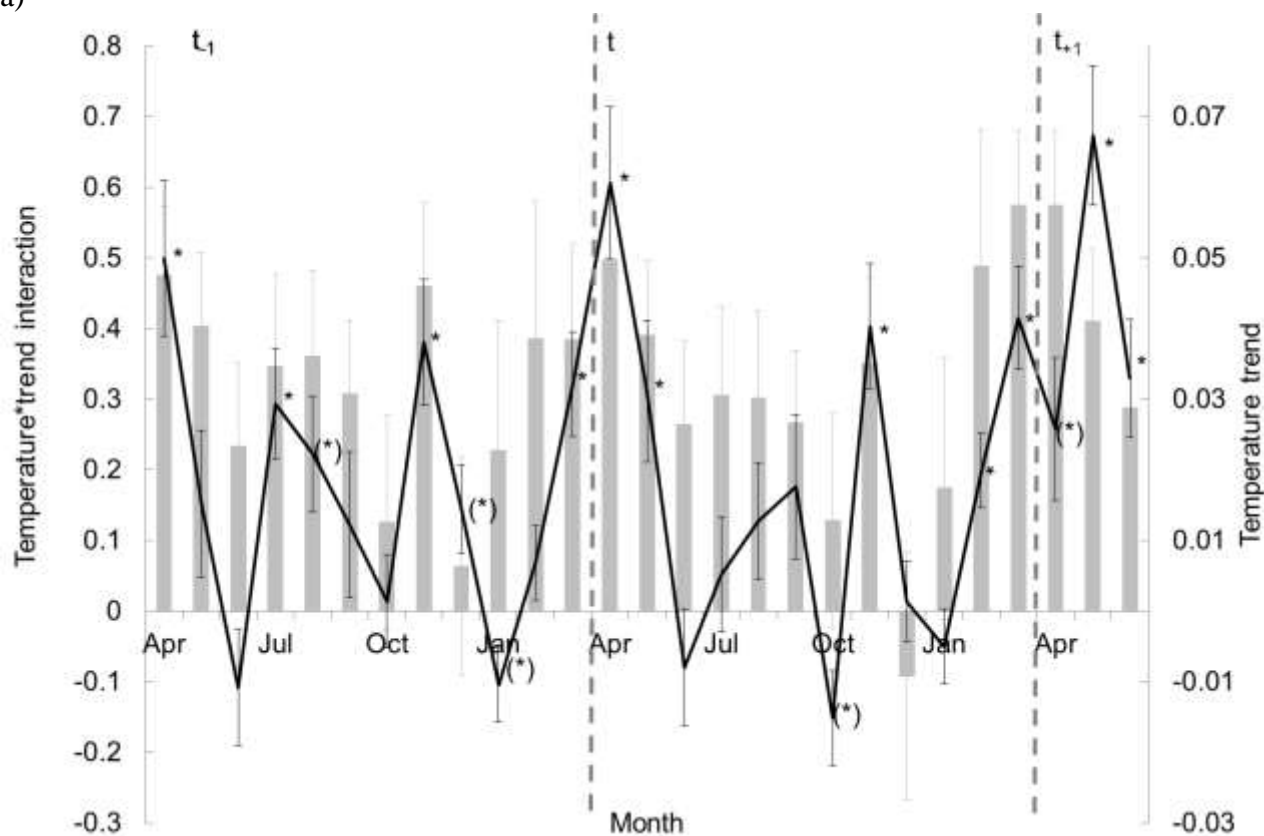 a)
t-1 t t+1
0.8
0.7 0.07
0.6
0.5 0.05
0.4
0.3 0.03
0.2
0.1 0.01
0
-0.1 -0.01
-0.2
-0.3 -0.03
Temperature*trend interaction
Temperature trend
* * (*) * (*) (*) * * * (*) * * * (*) * *
Apr Jul Oct Jan Apr Jul Oct Jan Apr
Month